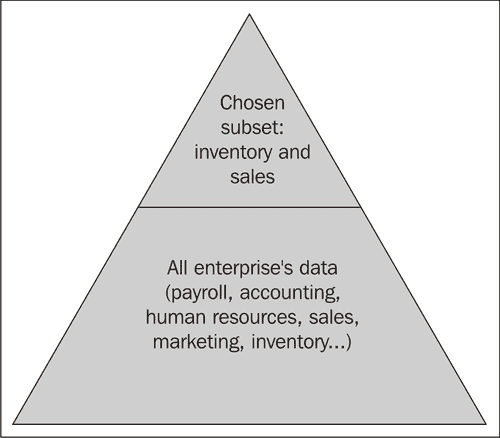 Chosen
subset:
inventory and
sales
All enterprise's data
(payroll, accounting,
human resources, sales,
marketing, inventory...)